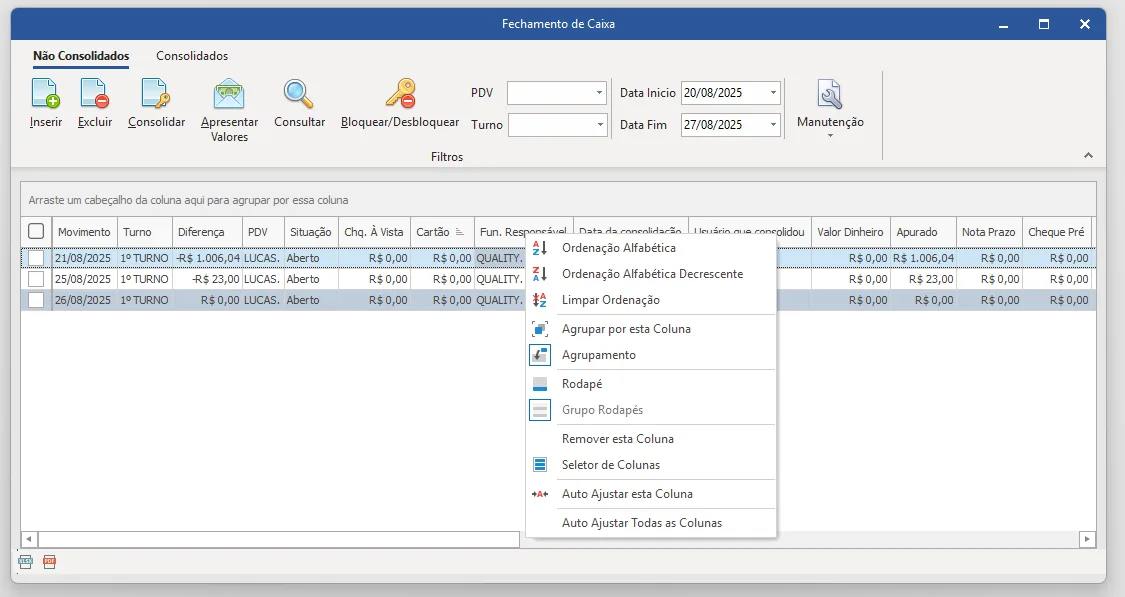 Fechamento de Caixa
Não Consolidados Consolidados
Inserir Excluir Consolidar Apresentar Valores Consultar Bloquear/Desbloquear
PDV
Turno
Data Inicio 20/08/2025
Data Fim 27/08/2025
Manutenção
Filtros
Arraste um cabeçalho da coluna aqui para agrupar por essa coluna
Movimento Turno Diferença PDV Situação Chq. À Vista Cartão Fun. Responsável Data da consolidação Usuário que consolidou Valor Dinheiro Apurado Nota Prazo Cheque Pré
21/08/2025 1º TURNO -R$ 1.006,04 LUCAS. Aberto R$ 0,00 R$ 0,00 QUALITY. R$ 0,00 R$ 1.006,04 R$ 0,00 R$ 0,00
25/08/2025 1º TURNO -R$ 23,00 LUCAS. Aberto R$ 0,00 R$ 0,00 QUALITY. R$ 0,00 R$ 23,00 R$ 0,00 R$ 0,00
26/08/2025 1º TURNO R$ 0,00 LUCAS. Aberto R$ 0,00 R$ 0,00 QUALITY. R$ 0,00 R$ 0,00 R$ 0,00 R$ 0,00
Ordenação Alfabética
Ordenação Alfabética Decrescente
Limpar Ordenação
Agrupar por esta Coluna
Agrupamento
Rodapé
Grupo Rodapés
Remover esta Coluna
Seletor de Colunas
Auto Ajustar esta Coluna
Auto Ajustar Todas as Colunas
XLSX PDF